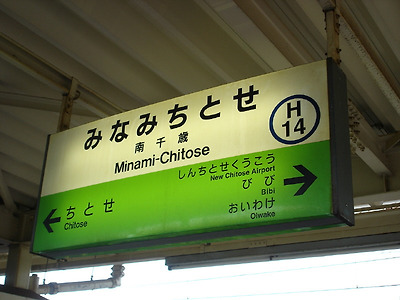 みなみちとせ
南千歳
Minami-Chitose
H
14
ちとせ
Chitose
しんちとせくうこう
New Chitose Airport
びび
Bibi
おいわけ
Oiwake